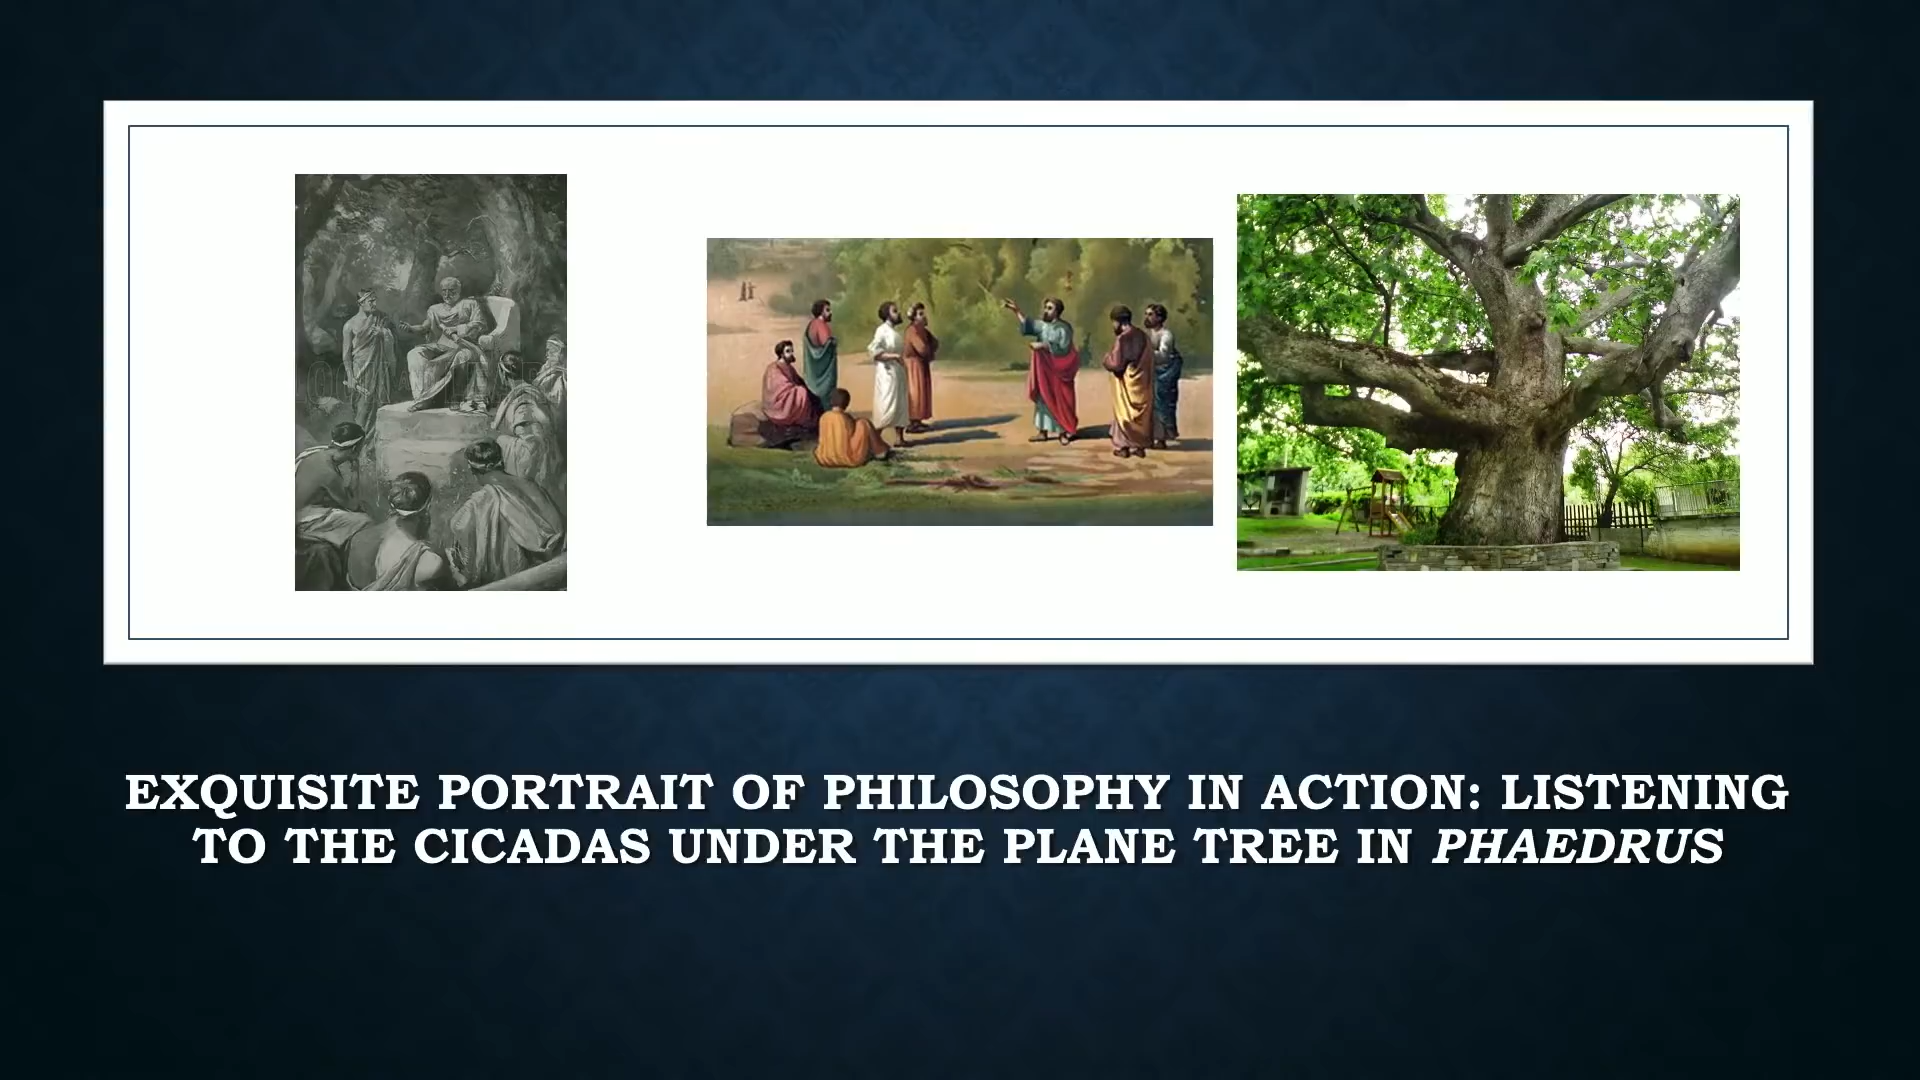 EXQUISITE PORTRAIT OF PHILOSOPHY IN ACTION: LISTENING
TO THE CICADAS UNDER THE PLANE TREE IN PHAEDRUS